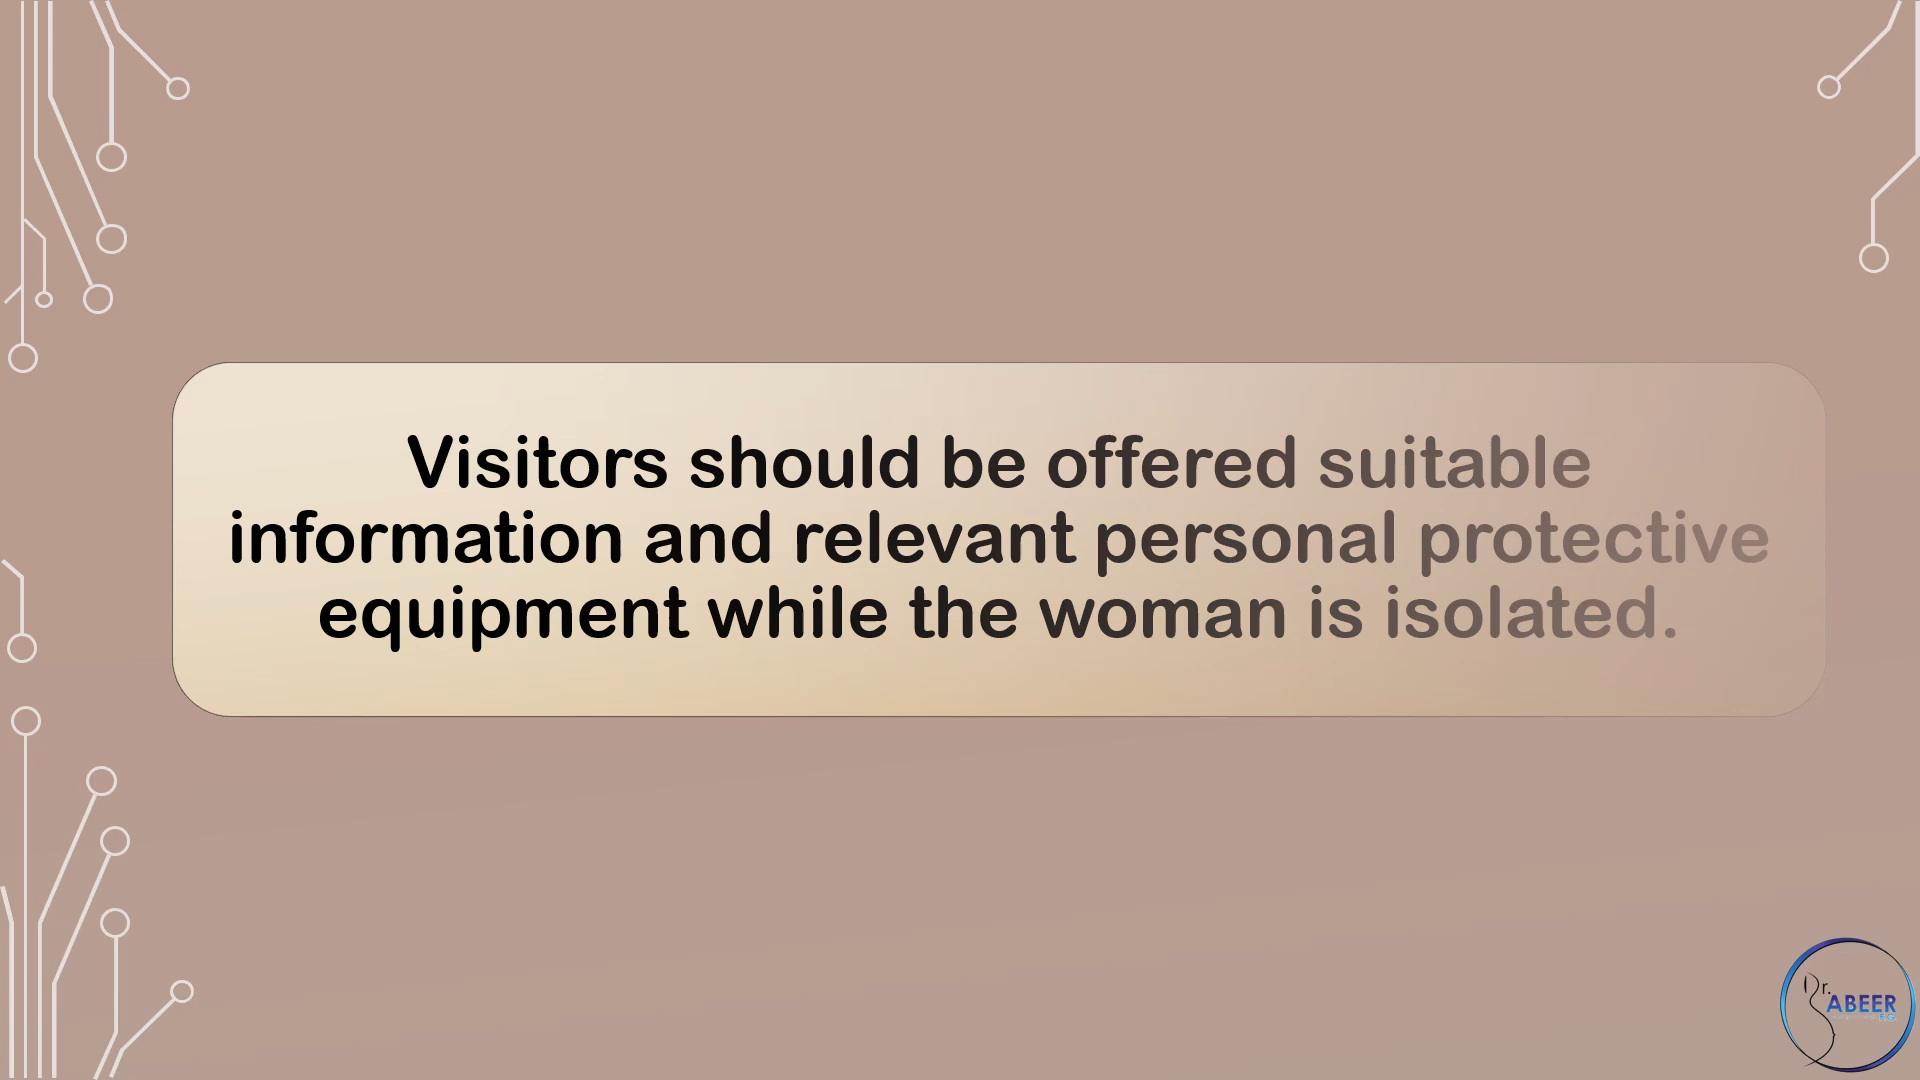 Visitors should be offered suitable
information and relevant personal protective
equipment while the woman is isolated.
Dr.
ABEER
F.G.